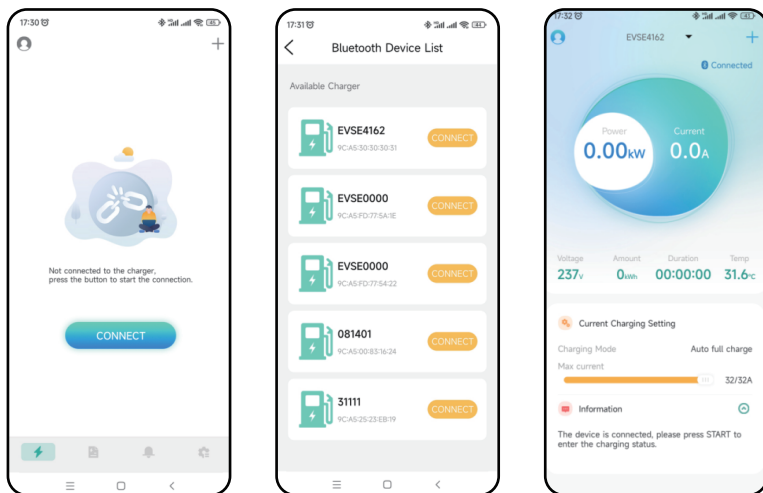 17:30
45
Not connected to the charger,
press the button to start the connection.
CONNECT
17:31
44
Bluetooth Device List
Available Charger
EVSE4162
9C:A5:30:30:30:31
CONNECT
EVSE0000
9C:A5:FD:77:5A:1E
CONNECT
EVSE0000
9C:A5:FD:77:54:22
CONNECT
081401
9C:A5:00:83:16:24
CONNECT
31111
9C:A5:25:23:EB:19
CONNECT
17:32
EVSE4162
Connected
Power
0.00kW
Current
0.0A
Voltage
Amount
Duration
Temp
237V
0kWh
00:00:00
31.6℃
Current Charging Setting
Charging Mode
Auto full charge
Max current
32/32A
Information
The device is connected, please press START to
enter the charging status.